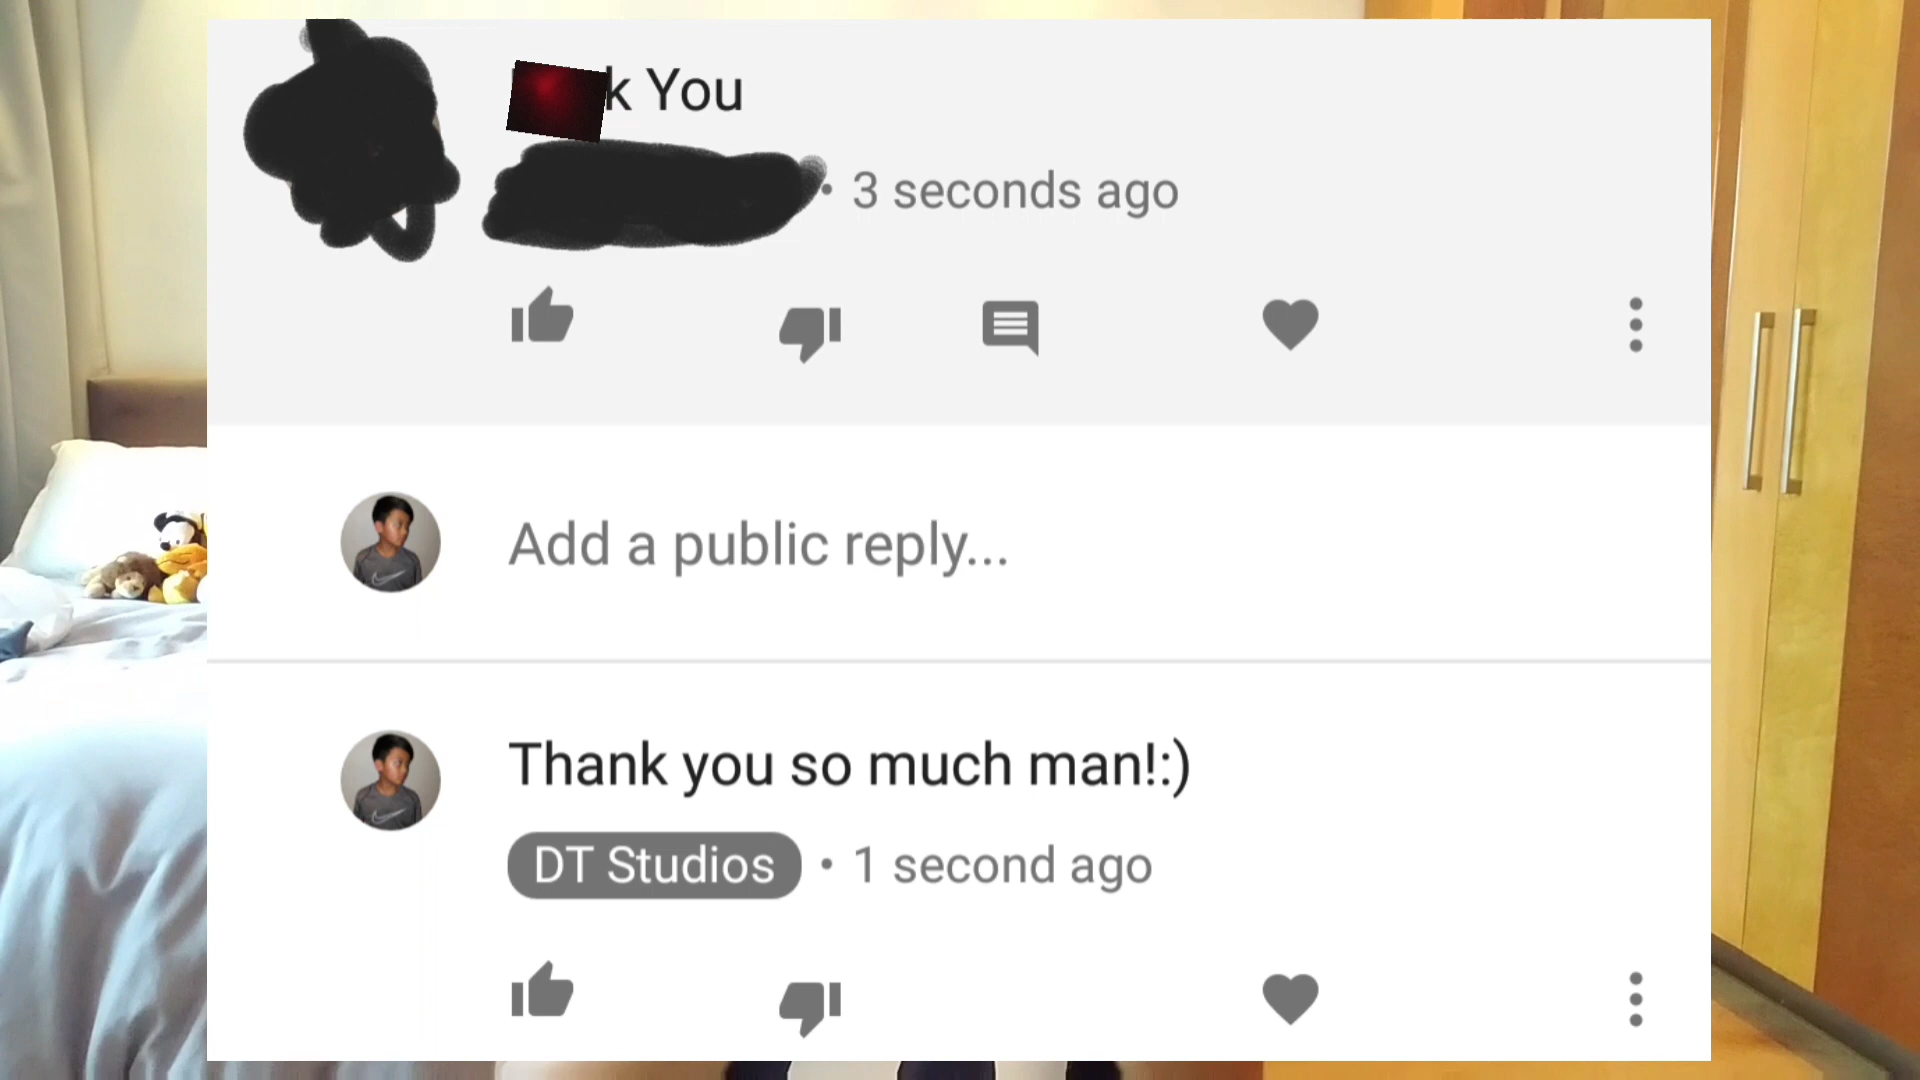 k You
• 3 seconds ago
Add a public reply...
Thank you so much man!:)
DT Studios • 1 second ago